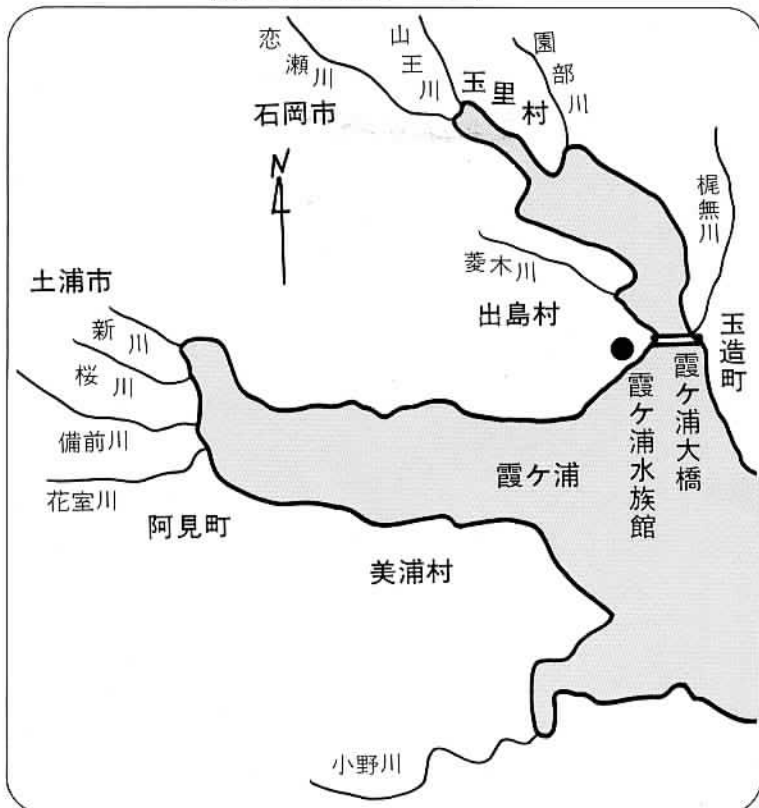 恋瀬川
山王川
園部川
玉里村
石岡市
N
梶無川
菱木川
土浦市
出島村
玉造町
新川
桜川
霞ケ浦大橋
霞ケ浦水族館
備前川
霞ケ浦
花室川
阿見町
美浦村
小野川